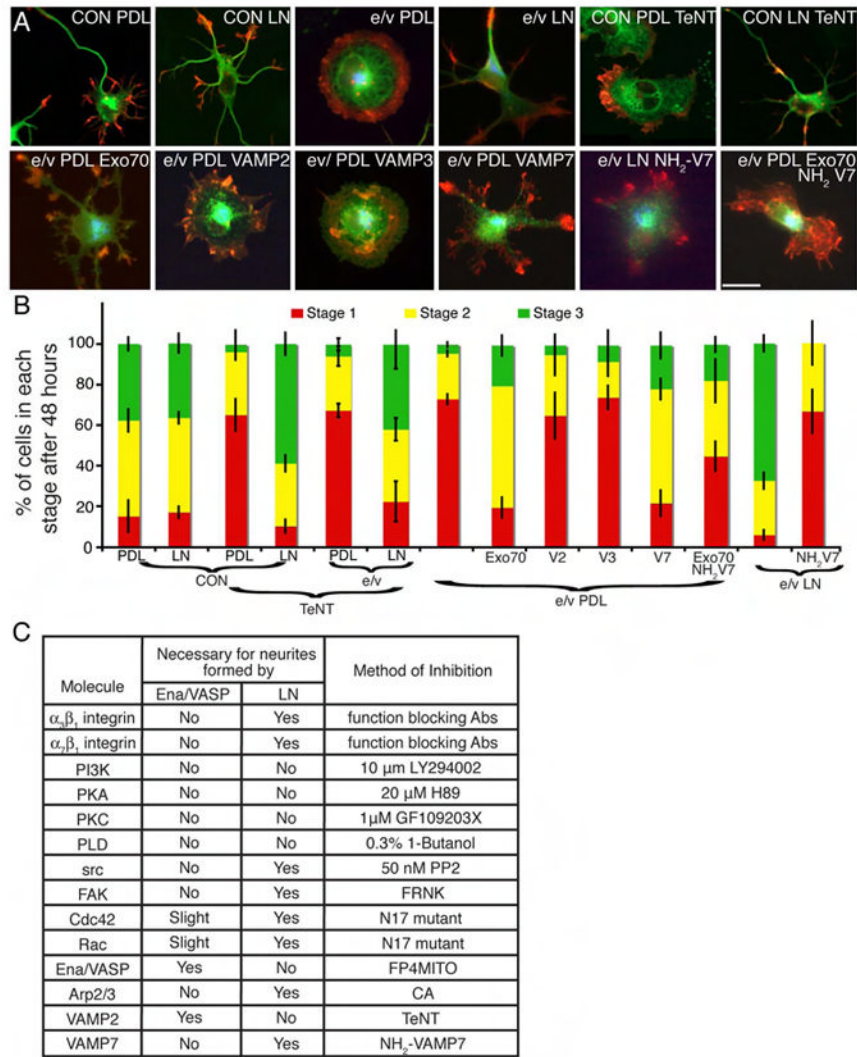 A
CON PDL
CON LN
e/v PDL
e/v LN
CON PDL TeNT
CON LN TeNT
e/v PDL Exo70
e/v PDL VAMP2
ev/ PDL VAMP3
e/v PDL VAMP7
e/v LN NH₂-V7
e/v PDL Exo70
NH₂ V7
B
Stage 1 Stage 2 Stage 3
% of cells in each
stage after 48 hours
100
80
60
40
20
0
PDL LN PDL LN PDL LN Exo70 V2 V3 V7 Exo70 NH₂V7
NH₂V7
CON e/v
TeNT
e/v PDL
e/v LN
C
Molecule Necessary for neurites formed by Method of Inhibition
Ena/VASP LN
α₃β₁ integrin No Yes function blocking Abs
α₇β₁ integrin No Yes function blocking Abs
PI3K No No 10 μm LY294002
PKA No No 20 μM H89
PKC No No 1μM GF109203X
PLD No No 0.3% 1-Butanol
src No Yes 50 nM PP2
FAK No Yes FRNK
Cdc42 Slight Yes N17 mutant
Rac Slight Yes N17 mutant
Ena/VASP Yes No FP4MITO
Arp2/3 No Yes CA
VAMP2 Yes No TeNT
VAMP7 No Yes NH₂-VAMP7